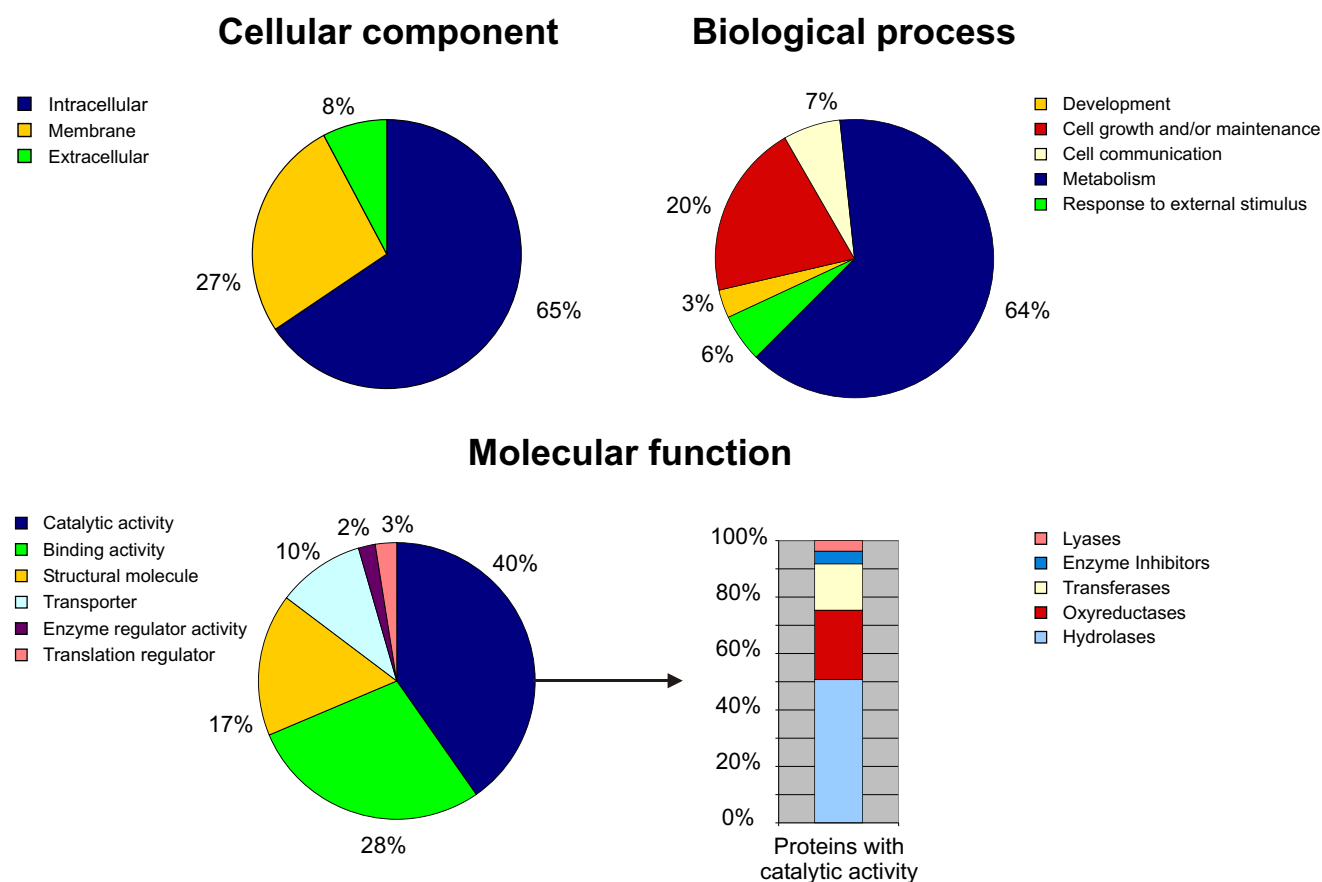 Cellular component
Intracellular
Membrane
Extracellular
8%
27%
65%
Biological process
7%
20%
3%
6%
64%
Development
Cell growth and/or maintenance
Cell communication
Metabolism
Response to external stimulus
Molecular function
Catalytic activity
Binding activity
Structural molecule
Transporter
Enzyme regulator activity
Translation regulator
2%
3%
10%
40%
17%
28%
100%
80%
60%
40%
20%
0%
Proteins with
catalytic activity
Lyases
Enzyme Inhibitors
Transferases
Oxyreductases
Hydrolases